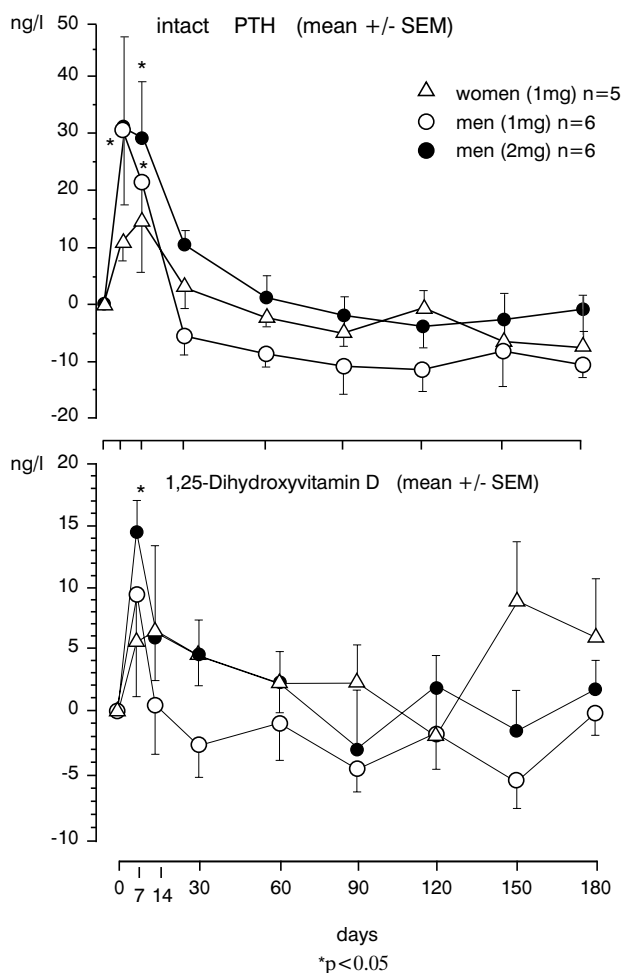 ng/l
intact PTH (mean +/- SEM)
50
40
30
20
10
0
-10
-20
women (1mg) n=5
men (1mg) n=6
men (2mg) n=6
*
*
*
ng/l
1,25-Dihydroxyvitamin D (mean +/- SEM)
20
15
10
5
0
-5
-10
*
0 7 14 30 60 90 120 150 180
days
*p<0.05